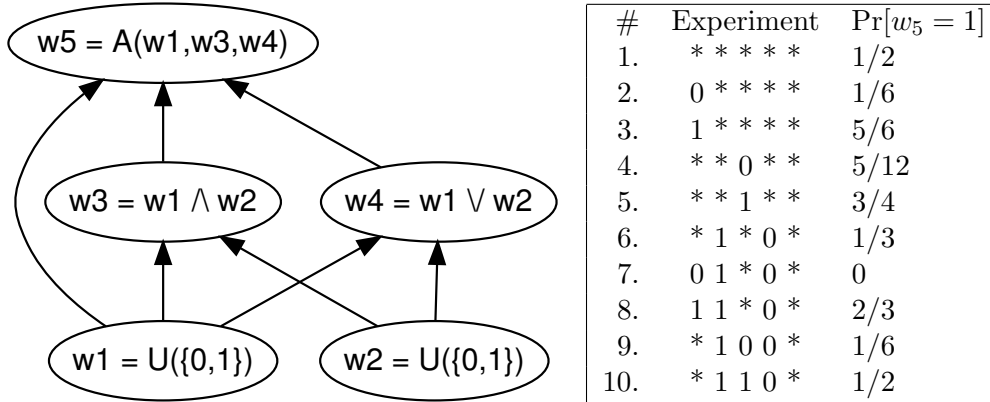 w5 = A(w1,w3,w4)
w3 = w1 /\ w2
w4 = w1 \/ w2
w1 = U({0,1})
w2 = U({0,1})
# Experiment Pr[w₅ = 1]
1. * * * * * 1/2
2. 0 * * * * 1/6
3. 1 * * * * 5/6
4. * * 0 * * 5/12
5. * * 1 * * 3/4
6. * 1 * 0 * 1/3
7. 0 1 * 0 * 0
8. 1 1 * 0 * 2/3
9. * 1 0 0 * 1/6
10. * 1 1 0 * 1/2